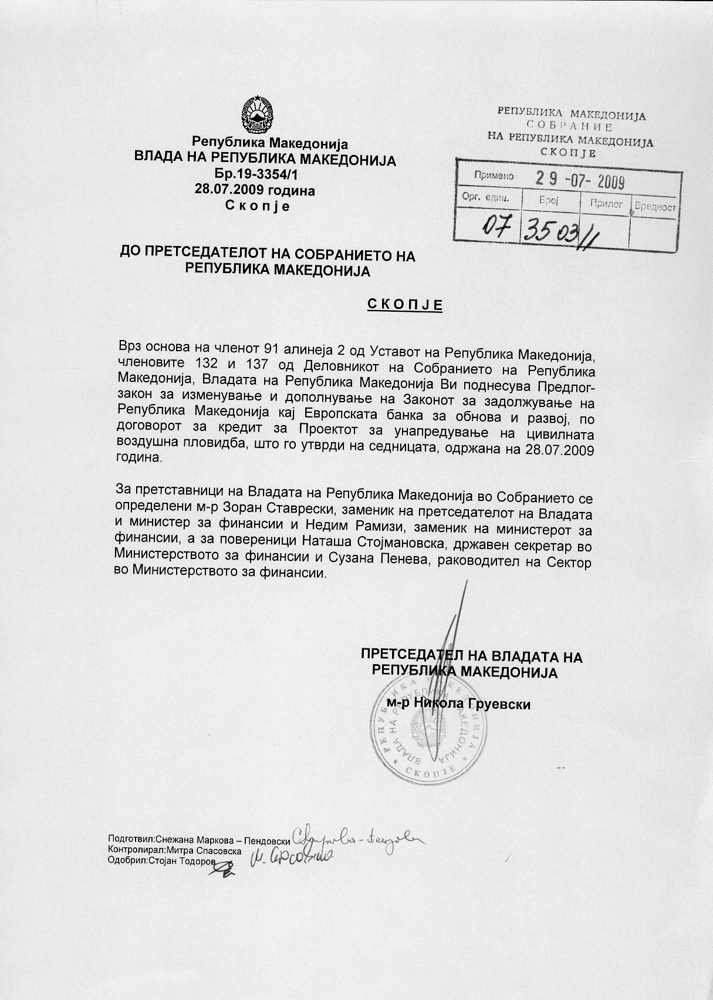 Република Македонија
ВЛАДА НА РЕПУБЛИКА МАКЕДОНИЈА
Бр.19-3354/1
28.07.2009 година
С к о п ј е
РЕПУБЛИКА МАКЕДОНИЈА
СОБРАНИЕ
НА РЕПУБЛИКА МАКЕДОНИЈА
СКОПЈЕ
Примено 29-07-2009
Орг. един. Број Прилог Вредност
07 3503/1
ДО ПРЕТСЕДАТЕЛОТ НА СОБРАНИЕТО НА
РЕПУБЛИКА МАКЕДОНИЈА
С К О П Ј Е
Врз основа на членот 91 алинеја 2 од Уставот на Република Македонија,
членовите 132 и 137 од Деловникот на Собранието на Република
Македонија, Владата на Република Македонија Ви поднесува Предлог-
закон за изменување и дополнување на Законот за задолжување на
Република Македонија кај Европската банка за обнова и развој, по
договорот за кредит за Проектот за унапредување на цивилната
воздушна пловидба, што го утврди на седницата, одржана на 28.07.2009
година.
За претставници на Владата на Република Македонија во Собранието се
определени м-р Зоран Ставрески, заменик на претседателот на Владата
и министер за финансии и Недим Рамизи, заменик на министерот за
финансии, а за повереници Наташа Стојмановска, државен секретар во
Министерството за финансии и Сузана Пенева, раководител на Сектор
во Министерството за финансии.
ПРЕТСЕДАТЕЛ НА ВЛАДАТА НА
РЕПУБЛИКА МАКЕДОНИЈА
м-р Никола Груевски
РЕПУБЛИКА МАКЕДОНИЈА * СКОПЈЕ *
ВЛАДА НА РЕПУБЛИКА МАКЕДОНИЈА
Подготвил:Снежана Маркова – Пендовски
Контролирал:Митра Спасовска
Одобрил:Стојан Тодоров